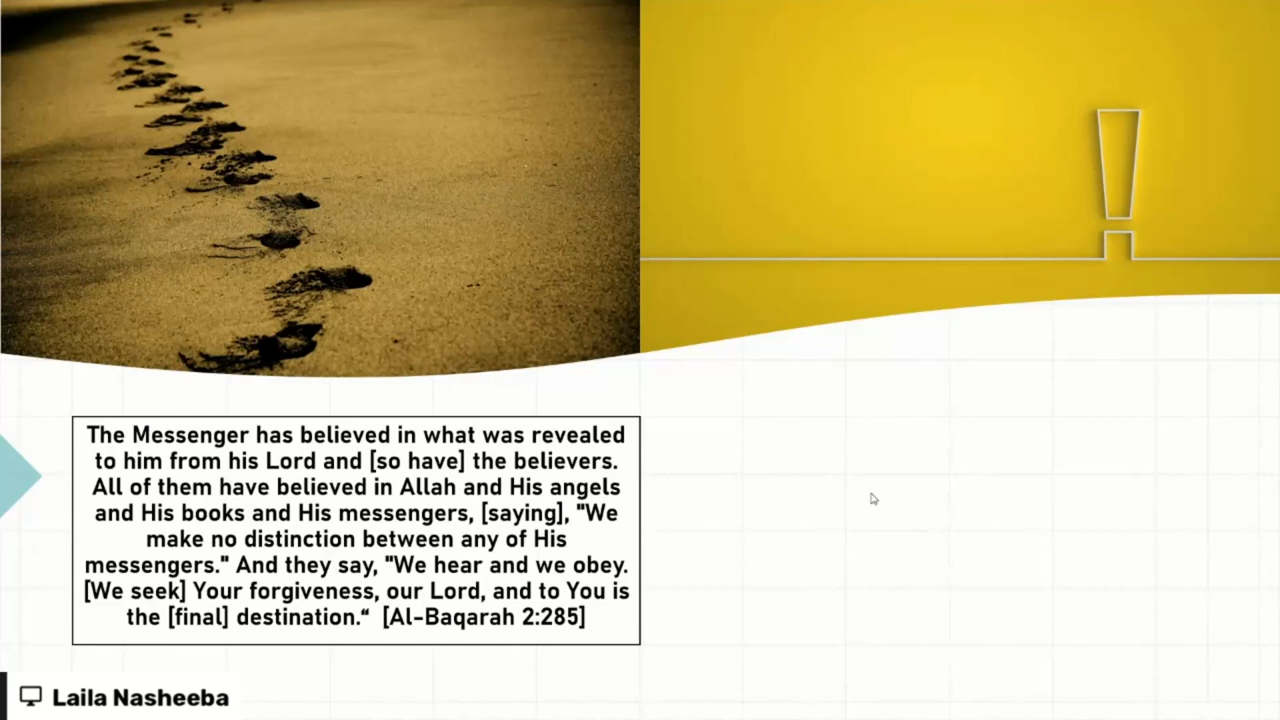 The Messenger has believed in what was revealed
to him from his Lord and [so have] the believers.
All of them have believed in Allah and His angels
and His books and His messengers, [saying], "We
make no distinction between any of His
messengers." And they say, "We hear and we obey.
[We seek] Your forgiveness, our Lord, and to You is
the [final] destination.“ [Al-Baqarah 2:285]
!
Laila Nasheeba